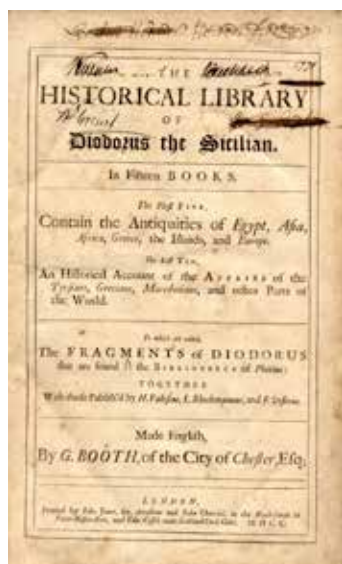 THE
HISTORICAL LIBRARY
OF
Diodorus the Sicilian.
In Fifteen BOOKS.
The First FIVE,
Contain the Antiquities of Egypt, Asia,
Africa, Greece, the Islands, and Europe.
The last TEN,
An Historical Account of the AFFAIRS of the
Persians, Grecians, Macedonians, and other Parts of
the World.
To which are added,
The FRAGMENTS of DIODORUS
that are found in the BIBLIOTHECA of Photius:
TOGETHER
With those Publish'd by H. Valesius, L. Rhodomannus, and F. Ursinus.
Made English,
By G. BOOTH, of the City of Chester, Esq;
LONDON,
Printed by